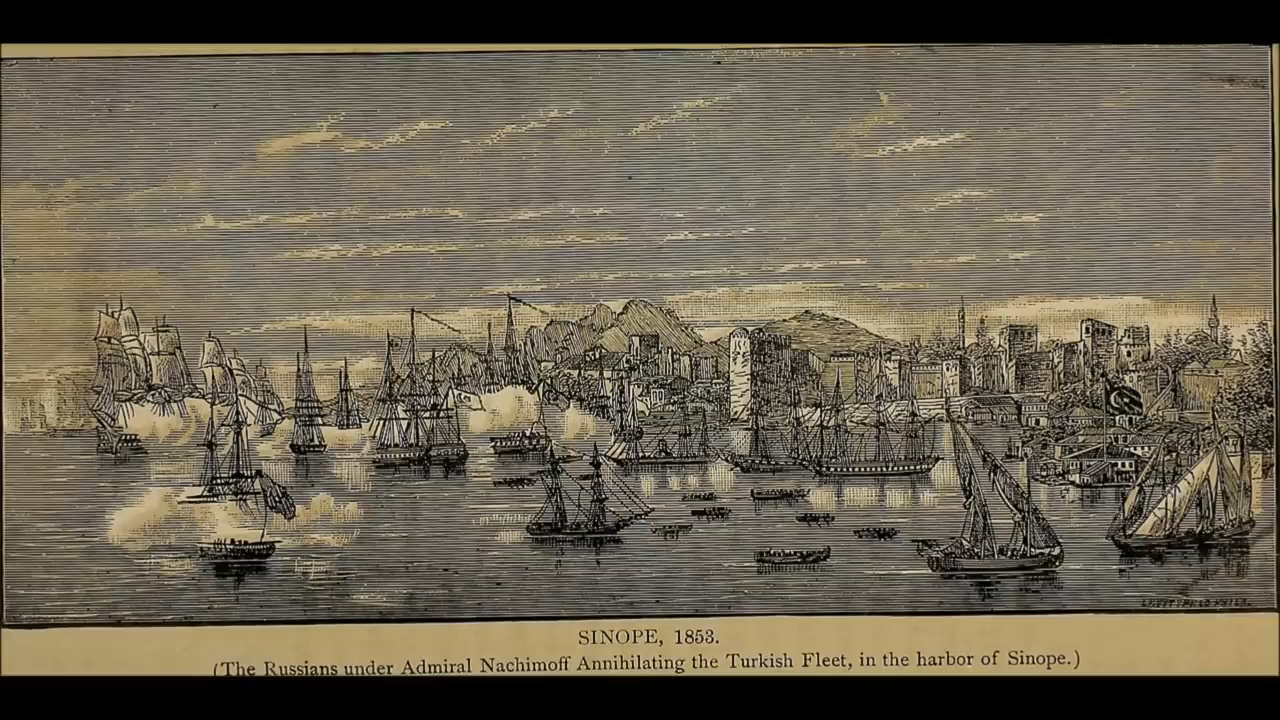 SINOPE, 1853.
(The Russians under Admiral Nachimoff Annihilating the Turkish Fleet, in the harbor of Sinope.)